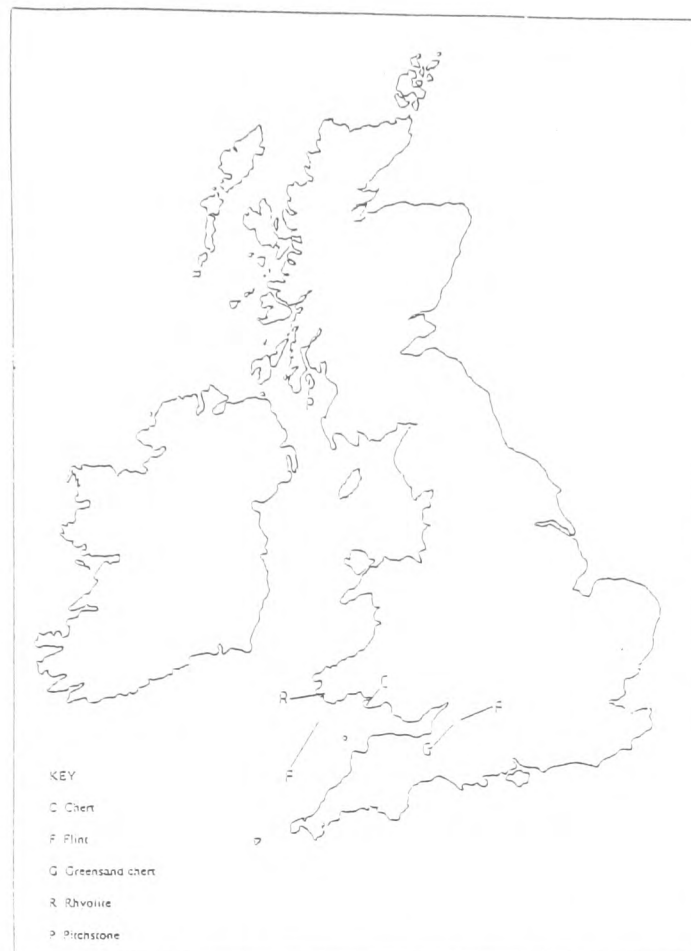 C
R
F
G
F
KEY
C Chert
F Flint
G Greensand chert
R Rhyolite
P Pitchstone